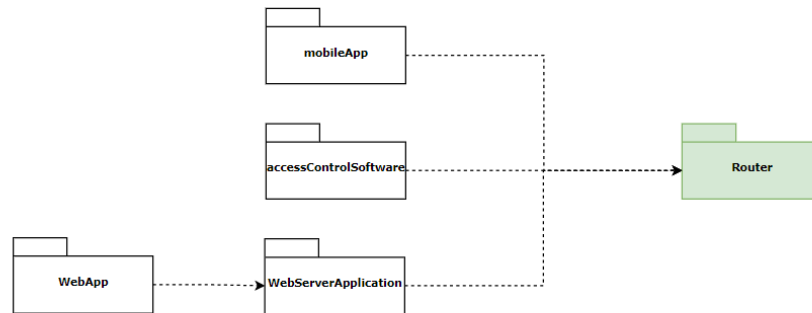 mobileApp
accessControlSoftware
Router
WebApp
WebServerApplication